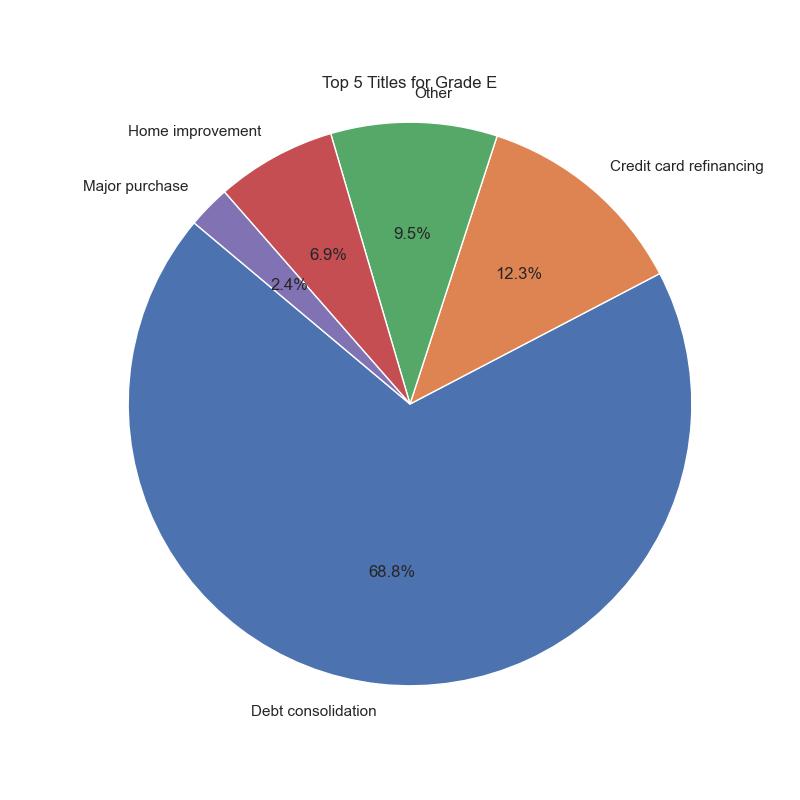 Top 5 Titles for Grade E
Other
Home improvement
Credit card refinancing
Major purchase
9.5%
6.9%
12.3%
2.4%
68.8%
Debt consolidation